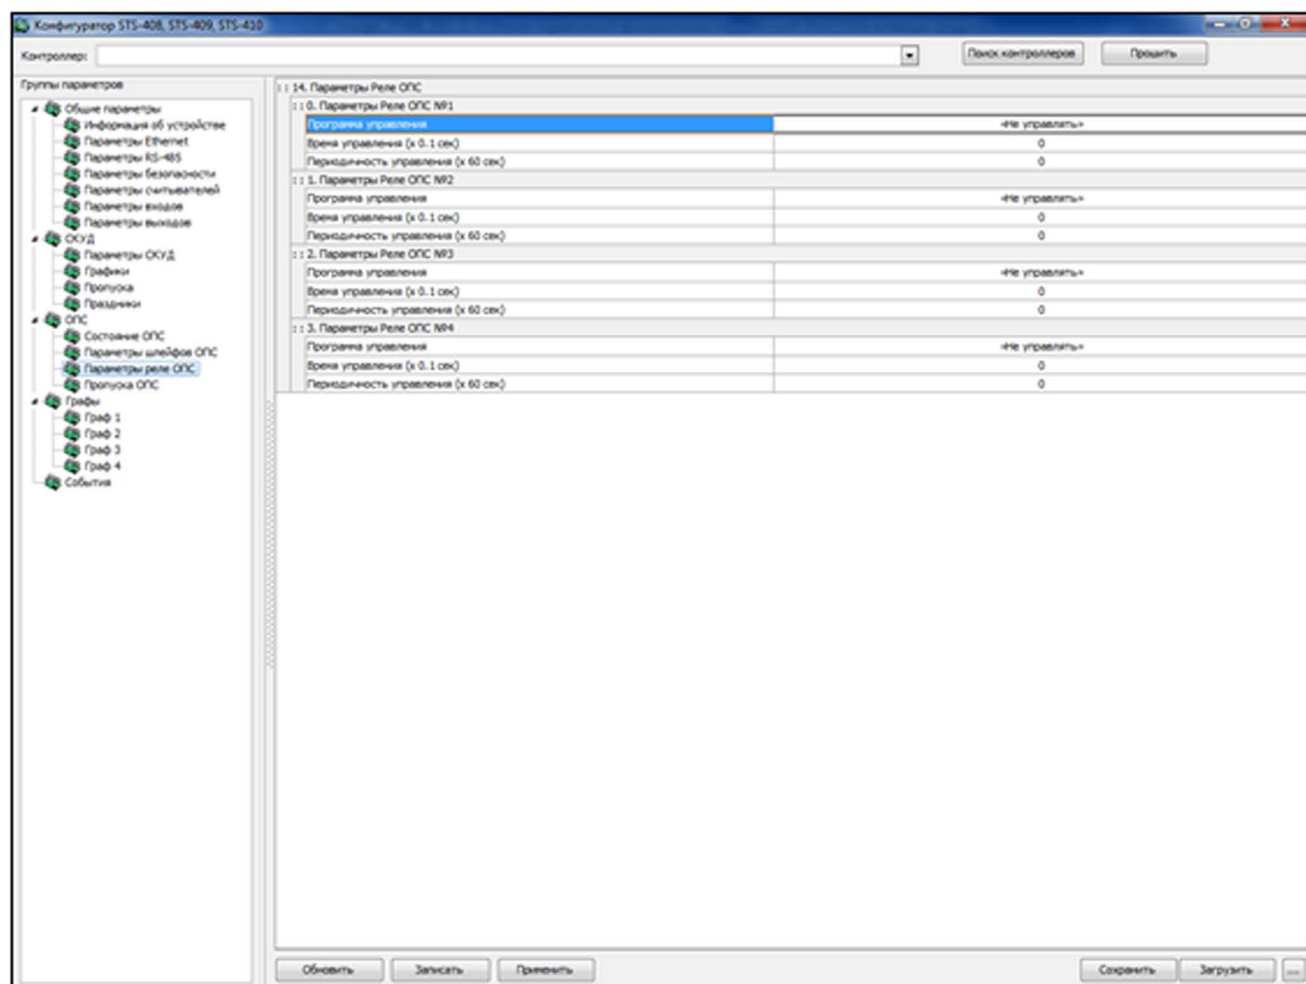 Конфигуратор STS-408, STS-409, STS-410
Контроллер:
Поиск контроллеров
Прошить
Группы параметров
Общие параметры
Информация об устройстве
Параметры Ethernet
Параметры RS-485
Параметры безопасности
Параметры считывателей
Параметры входов
Параметры выходов
СКУД
Параметры СКУД
Графики
Пропуска
Праздники
ОПС
Состояние ОПС
Параметры шлейфов ОПС
Параметры реле ОПС
Пропуска ОПС
Графы
Граф 1
Граф 2
Граф 3
Граф 4
События
14. Параметры Реле ОПС
0. Параметры Реле ОПС №1
Программа управления «Не управлять»
Время управления (x 0.1 сек) 0
Периодичность управления (x 60 сек) 0
1. Параметры Реле ОПС №2
Программа управления «Не управлять»
Время управления (x 0.1 сек) 0
Периодичность управления (x 60 сек) 0
2. Параметры Реле ОПС №3
Программа управления «Не управлять»
Время управления (x 0.1 сек) 0
Периодичность управления (x 60 сек) 0
3. Параметры Реле ОПС №4
Программа управления «Не управлять»
Время управления (x 0.1 сек) 0
Периодичность управления (x 60 сек) 0
Обновить
Записать
Применить
Сохранить
Загрузить
...